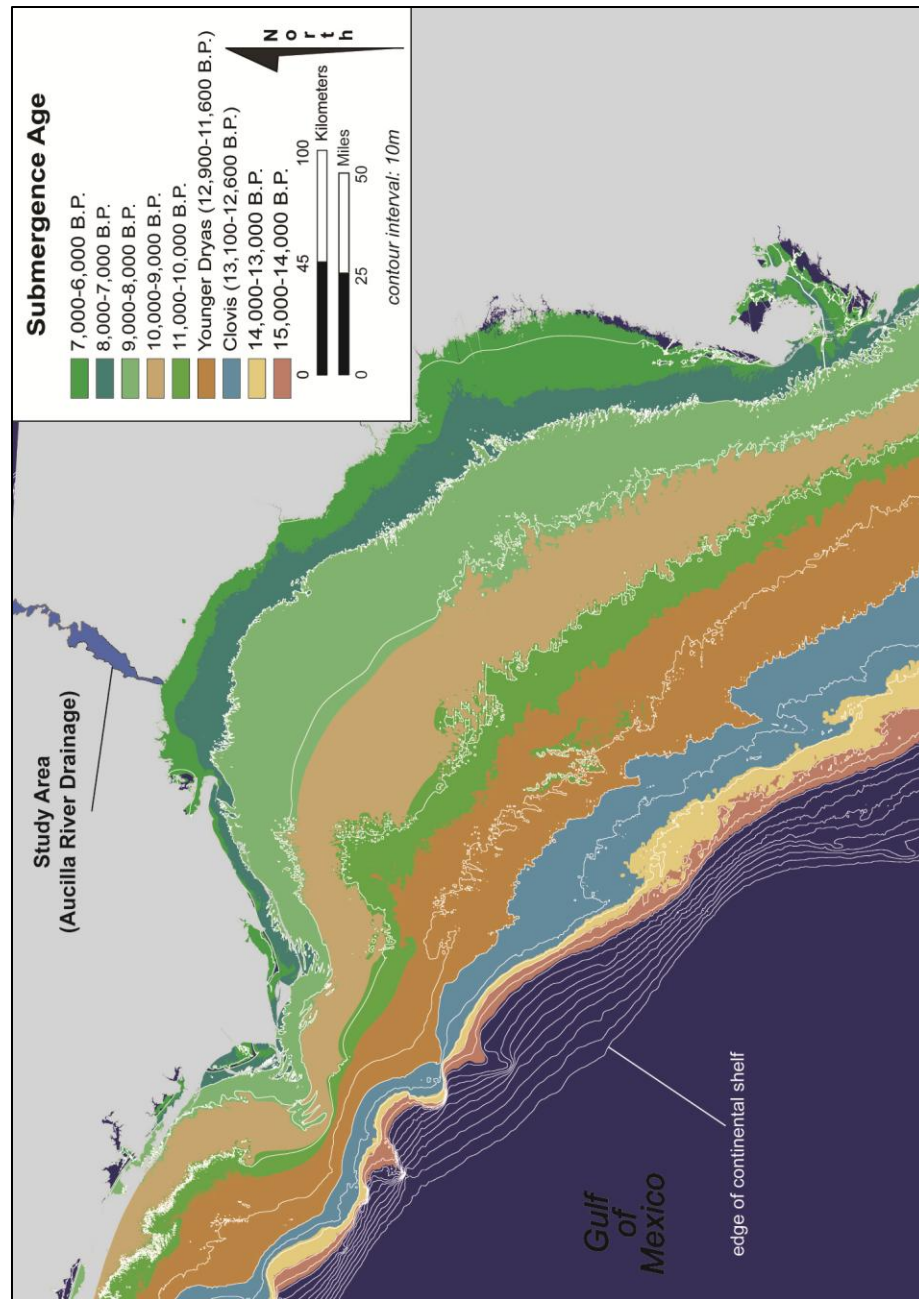 Submergence Age
7,000-6,000 B.P.
8,000-7,000 B.P.
9,000-8,000 B.P.
10,000-9,000 B.P.
11,000-10,000 B.P.
Younger Dryas (12,900-11,600 B.P.)
Clovis (13,100-12,600 B.P.)
14,000-13,000 B.P.
15,000-14,000 B.P.
0 45 100
Kilometers
Miles
0 25 50
contour interval: 10m
North
Study Area
(Aucilla River Drainage)
Gulf
of
Mexico
edge of continental shelf